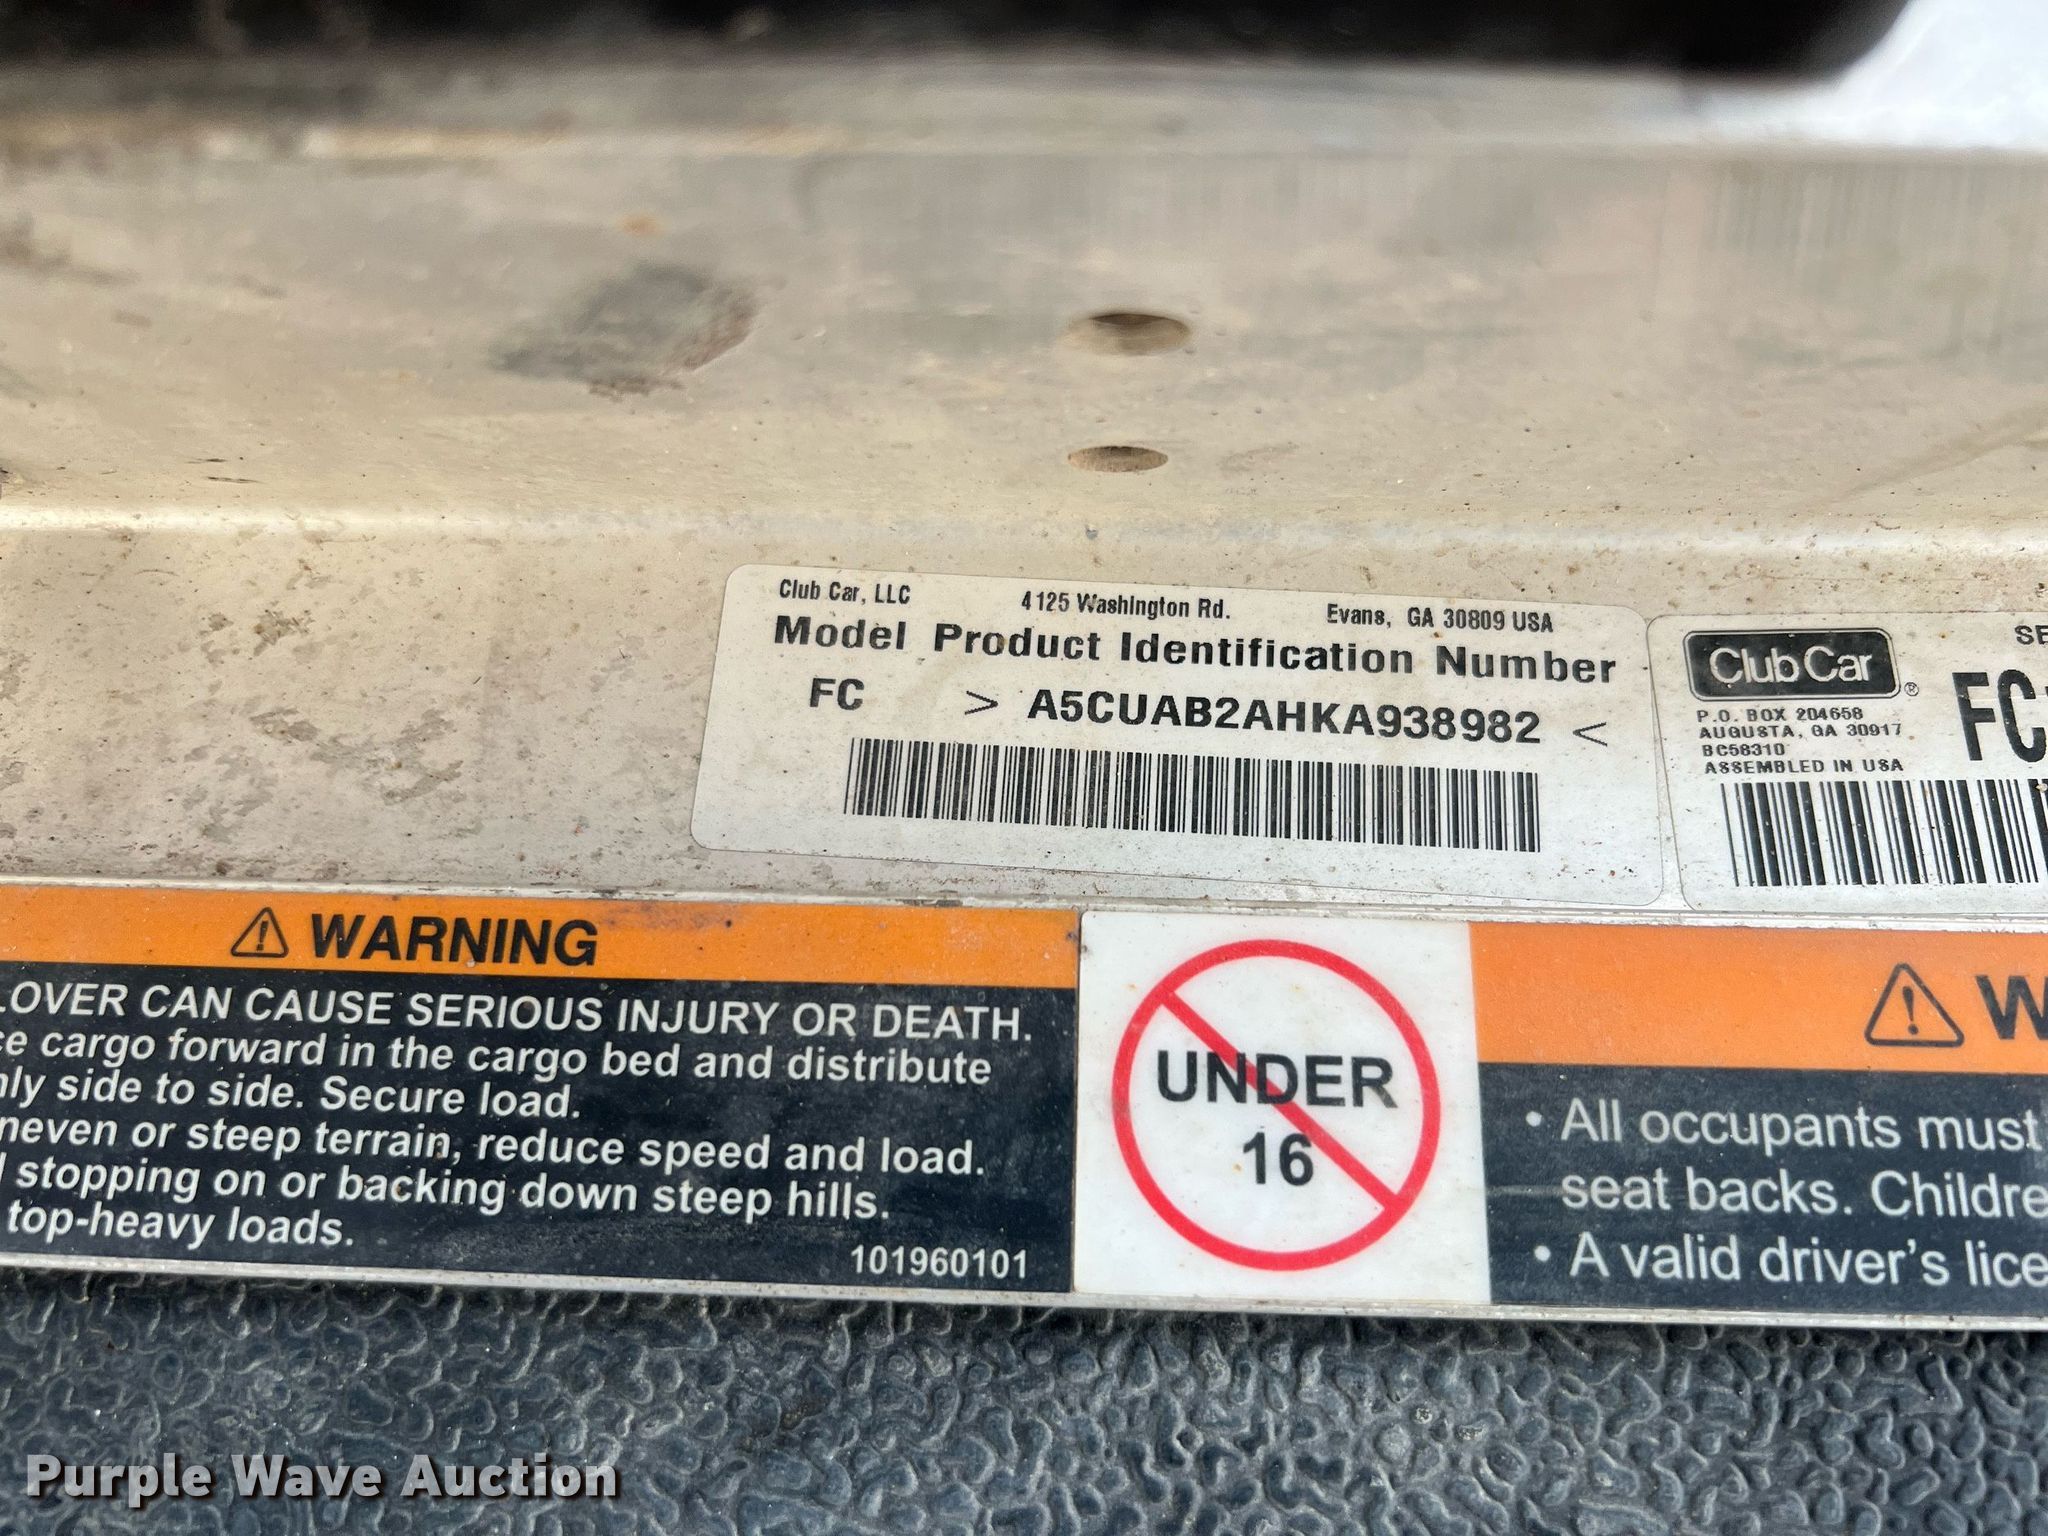 Club Car, LLC 4125 Washington Rd. Evans, GA 30809 USA
Model Product Identification Number
FC > A5CUAB2AHKA938982 <
SE
Club Car ®
FC
P.O. BOX 204658
AUGUSTA, GA 30917
BC58310
ASSEMBLED IN USA
⚠ WARNING
LOVER CAN CAUSE SERIOUS INJURY OR DEATH.
ce cargo forward in the cargo bed and distribute
nly side to side. Secure load.
neven or steep terrain, reduce speed and load.
l stopping on or backing down steep hills.
top-heavy loads.
101960101
UNDER
16
⚠ W
• All occupants must
seat backs. Childre
• A valid driver's lice
Purple Wave Auction